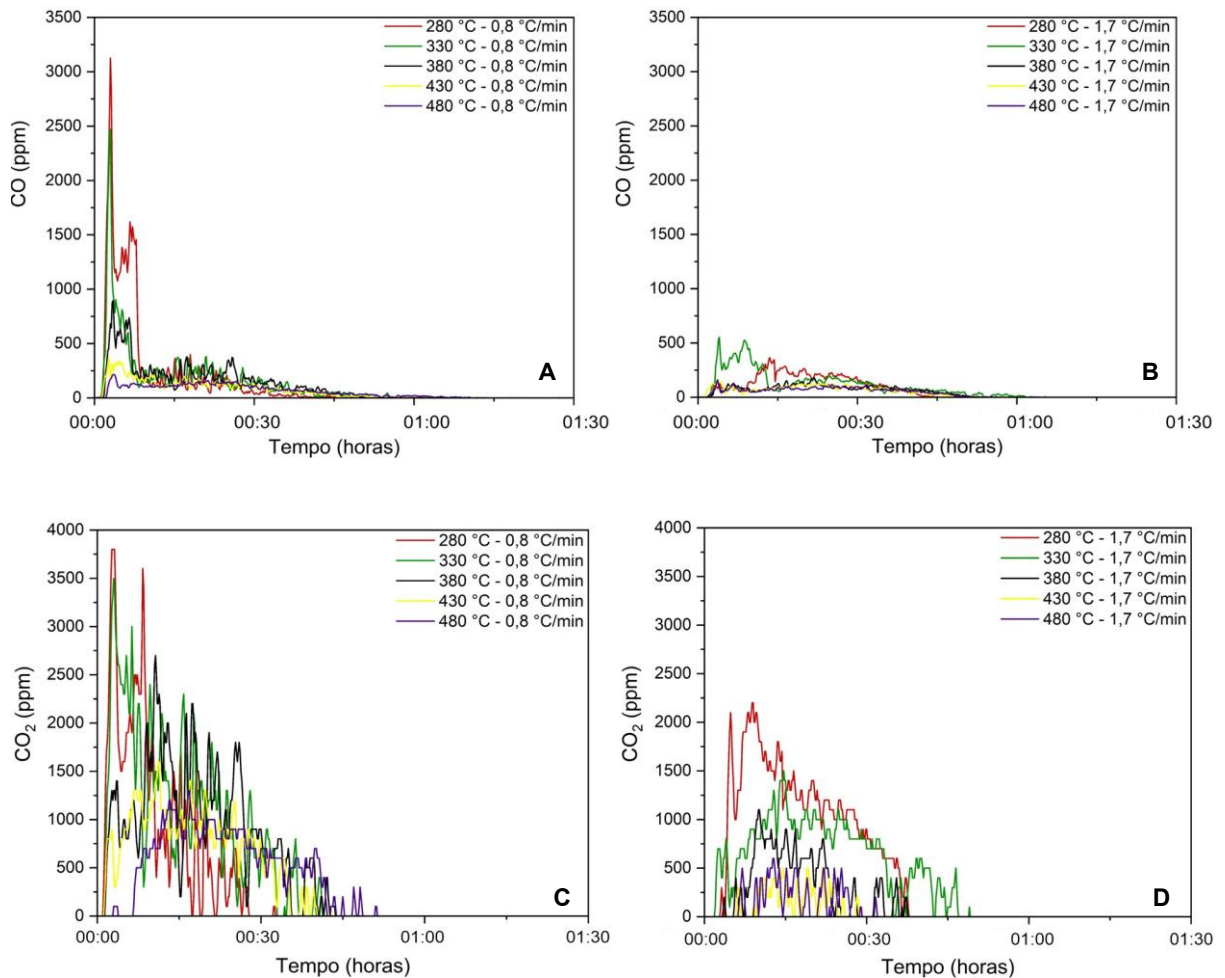 3500
3000
2500
2000
1500
1000
500
0
CO (ppm)
280 °C - 0,8 °C/min
330 °C - 0,8 °C/min
380 °C - 0,8 °C/min
430 °C - 0,8 °C/min
480 °C - 0,8 °C/min
A
00:00 00:30 01:00 01:30
Tempo (horas)
3500
3000
2500
2000
1500
1000
500
0
CO (ppm)
280 °C - 1,7 °C/min
330 °C - 1,7 °C/min
380 °C - 1,7 °C/min
430 °C - 1,7 °C/min
480 °C - 1,7 °C/min
B
00:00 00:30 01:00 01:30
Tempo (horas)
4000
3500
3000
2500
2000
1500
1000
500
0
CO₂ (ppm)
280 °C - 0,8 °C/min
330 °C - 0,8 °C/min
380 °C - 0,8 °C/min
430 °C - 0,8 °C/min
480 °C - 0,8 °C/min
C
00:00 00:30 01:00 01:30
Tempo (horas)
4000
3500
3000
2500
2000
1500
1000
500
0
CO₂ (ppm)
280 °C - 1,7 °C/min
330 °C - 1,7 °C/min
380 °C - 1,7 °C/min
430 °C - 1,7 °C/min
480 °C - 1,7 °C/min
D
00:00 00:30 01:00 01:30
Tempo (horas)